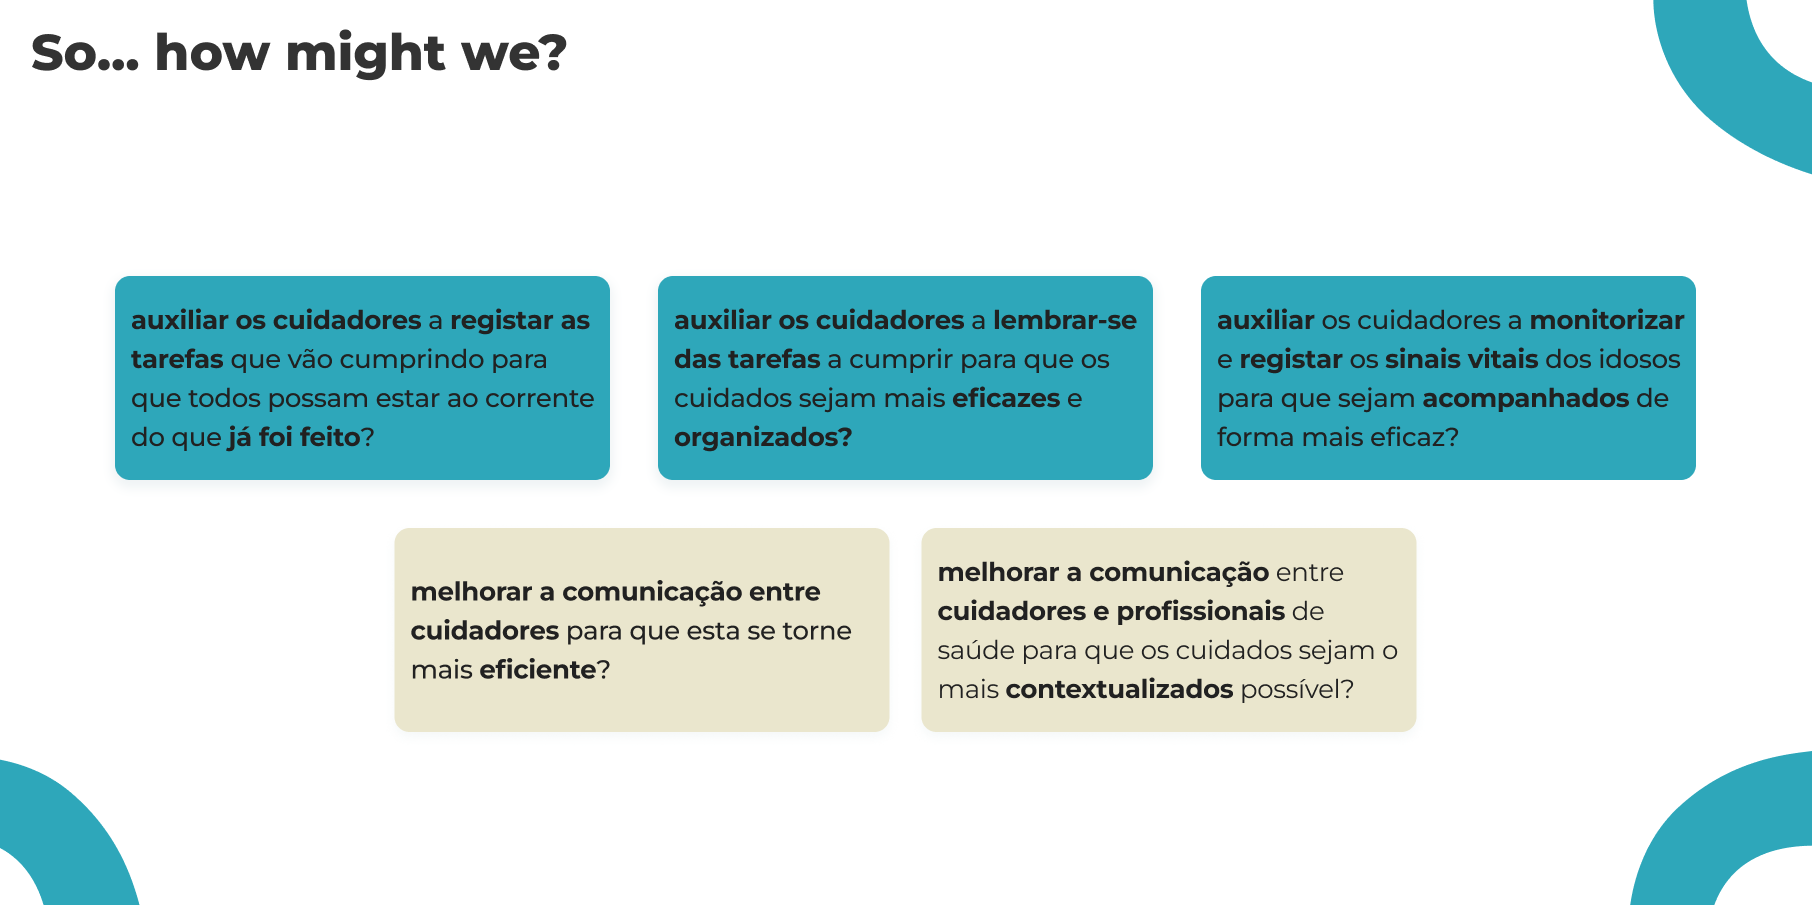 So... how might we?
auxiliar os cuidadores a registar as
tarefas que vão cumprindo para
que todos possam estar ao corrente
do que já foi feito?
auxiliar os cuidadores a lembrar-se
das tarefas a cumprir para que os
cuidados sejam mais eficazes e
organizados?
auxiliar os cuidadores a monitorizar
e registar os sinais vitais dos idosos
para que sejam acompanhados de
forma mais eficaz?
melhorar a comunicação entre
cuidadores para que esta se torne
mais eficiente?
melhorar a comunicação entre
cuidadores e profissionais de
saúde para que os cuidados sejam o
mais contextualizados possível?